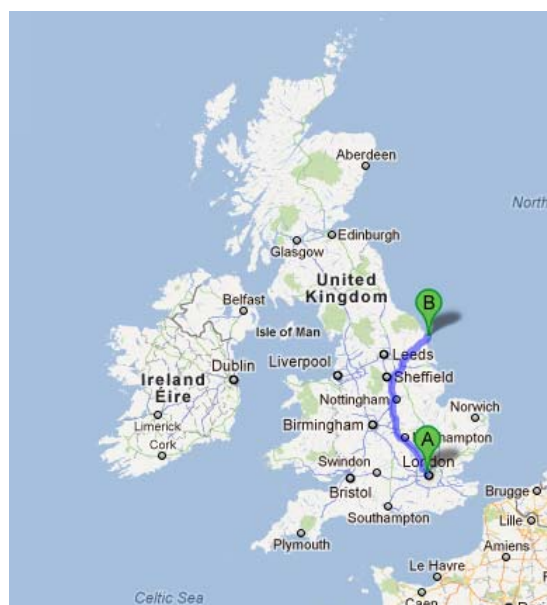 Aberdeen
North
Edinburgh
Glasgow
United
Kingdom
B
Belfast
Isle of Man
Leeds
Dublin
Liverpool
Sheffield
Ireland
Éire
Nottingham
Norwich
Limerick
Birmingham
Cork
A
London
Swindon
Bristol
Brugge
Southampton
Lille
Plymouth
Amiens
Le Havre
Caen
Celtic Sea